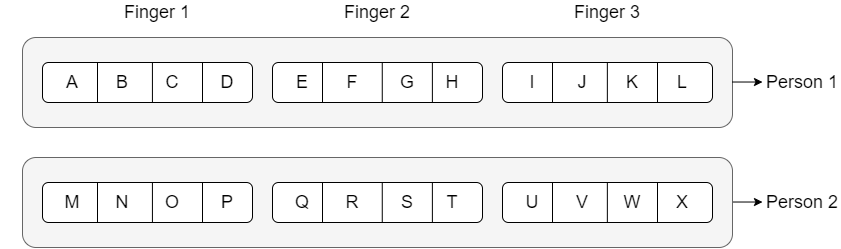 Finger 1 Finger 2 Finger 3
A B C D E F G H I J K L Person 1
M N O P Q R S T U V W X Person 2